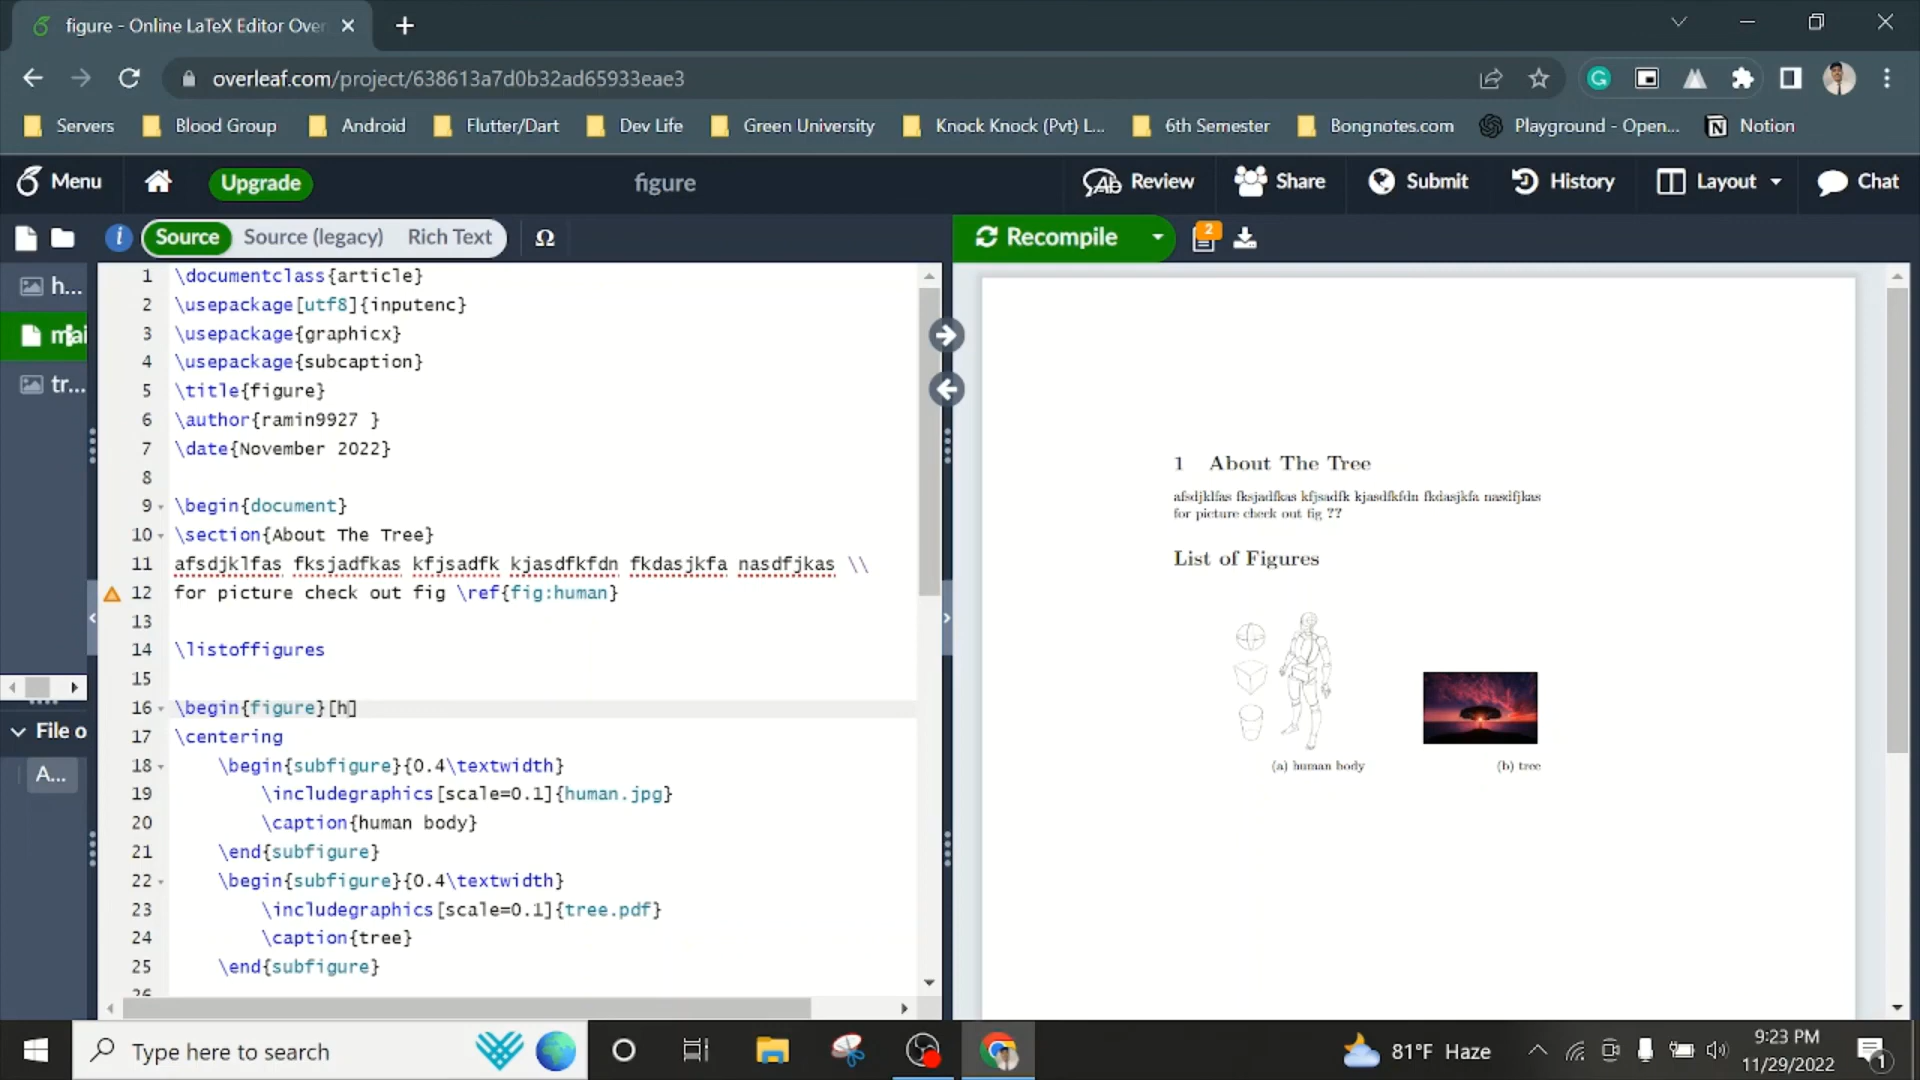 figure - Online LaTeX Editor Over
overleaf.com/project/638613a7d0b32ad65933eae3
Servers
Blood Group
Android
Flutter/Dart
Dev Life
Green University
Knock Knock (Pvt) L...
6th Semester
Bongnotes.com
Playground - Open...
Notion
Menu
Upgrade
figure
Review
Share
Submit
History
Layout
Chat
Source
Source (legacy)
Rich Text
Ω
Recompile
2
h...
mai
tr...
File o
A...
1 \documentclass{article}
2 \usepackage[utf8]{inputenc}
3 \usepackage{graphicx}
4 \usepackage{subcaption}
5 \title{figure}
6 \author{ramin9927 }
7 \date{November 2022}
8
9 \begin{document}
10 \section{About The Tree}
11 afsdjklfas fksjadfkas kfjsadfk kjasdfkfdn fkdasjkfa nasdfjkas \\
12 for picture check out fig \ref{fig:human}
13
14 \listoffigures
15
16 \begin{figure}[h]
17 \centering
18 \begin{subfigure}{0.4\textwidth}
19 \includegraphics[scale=0.1]{human.jpg}
20 \caption{human body}
21 \end{subfigure}
22 \begin{subfigure}{0.4\textwidth}
23 \includegraphics[scale=0.1]{tree.pdf}
24 \caption{tree}
25 \end{subfigure}
26
1 About The Tree
afsdjklfas fksjadfkas kfjsadfk kjasdfkfdn fkdasjkfa nasdfjkas
for picture check out fig ??
List of Figures
(a) human body
(b) tree
Type here to search
81°F Haze
9:23 PM
11/29/2022
1